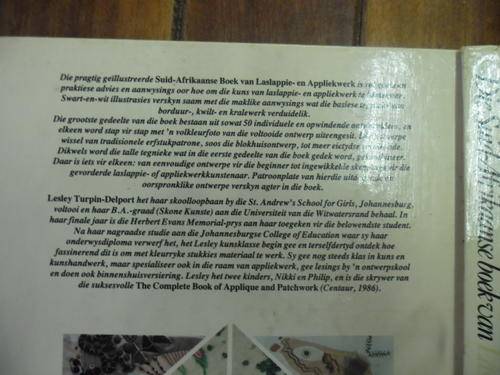 Die pragtig geïllustreerde Suid-Afrikaanse Boek van Laslappie- en Appliekwerk is
praktiese advies en aanwysings oor hoe om die kuns van laslappie- en appliekwerk te
Swart-en-wit illustrasies verskyn saam met die maklike aanwysings wat die basiese
borduur-, kwilt- en kralewerk verduidelik.
Die grootste gedeelte van die boek bestaan uit sowat 50 individuele en opwindende
elkeen word stap vir stap met 'n volkleurfoto van die voltooide ontwerp uiteengesit. Die
wissel van tradisionele erfstukpatrone, soos die blokhuisontwerp, tot meer eietydse
Dikwels word die talle tegnieke wat in die eerste gedeelte van die boek gedek word,
Daar is iets vir elkeen: van eenvoudige ontwerpe vir die beginner tot ingewikkelde vir die
gevorderde laslappie- of appliekwerkkunstenaar. Patroonplate van hierdie
oorspronklike ontwerpe verskyn agter in die boek.
Lesley Turpin-Delport het haar skoolloopbaan by die St. Andrew's School for Girls, Johannesburg,
voltooi en haar B.A.-graad (Skone Kunste) aan die Universiteit van die Witwatersrand behaal. In
haar finale jaar is die Herbert Evans Memorial-prys aan haar toegeken vir die belowendste student.
Na haar nagraadse studie aan die Johannesburgse College of Education waar sy haar
onderwysdiploma verwerf het, het Lesley kunsklasse begin gee en terselfdertyd ontdek hoe
fassinerend dit is om met kleurryke stukkies materiaal te werk. Sy gee nog steeds klas in kuns en
kunshandwerk, maar spesialiseer ook in die raam van appliekwerk, gee lesings by 'n ontwerpskool
en doen ook binnenshuisversiering. Lesley het twee kinders, Nikki en Philip, en is die skrywer van
die suksesvolle The Complete Book of Applique and Patchwork (Centaur, 1986).